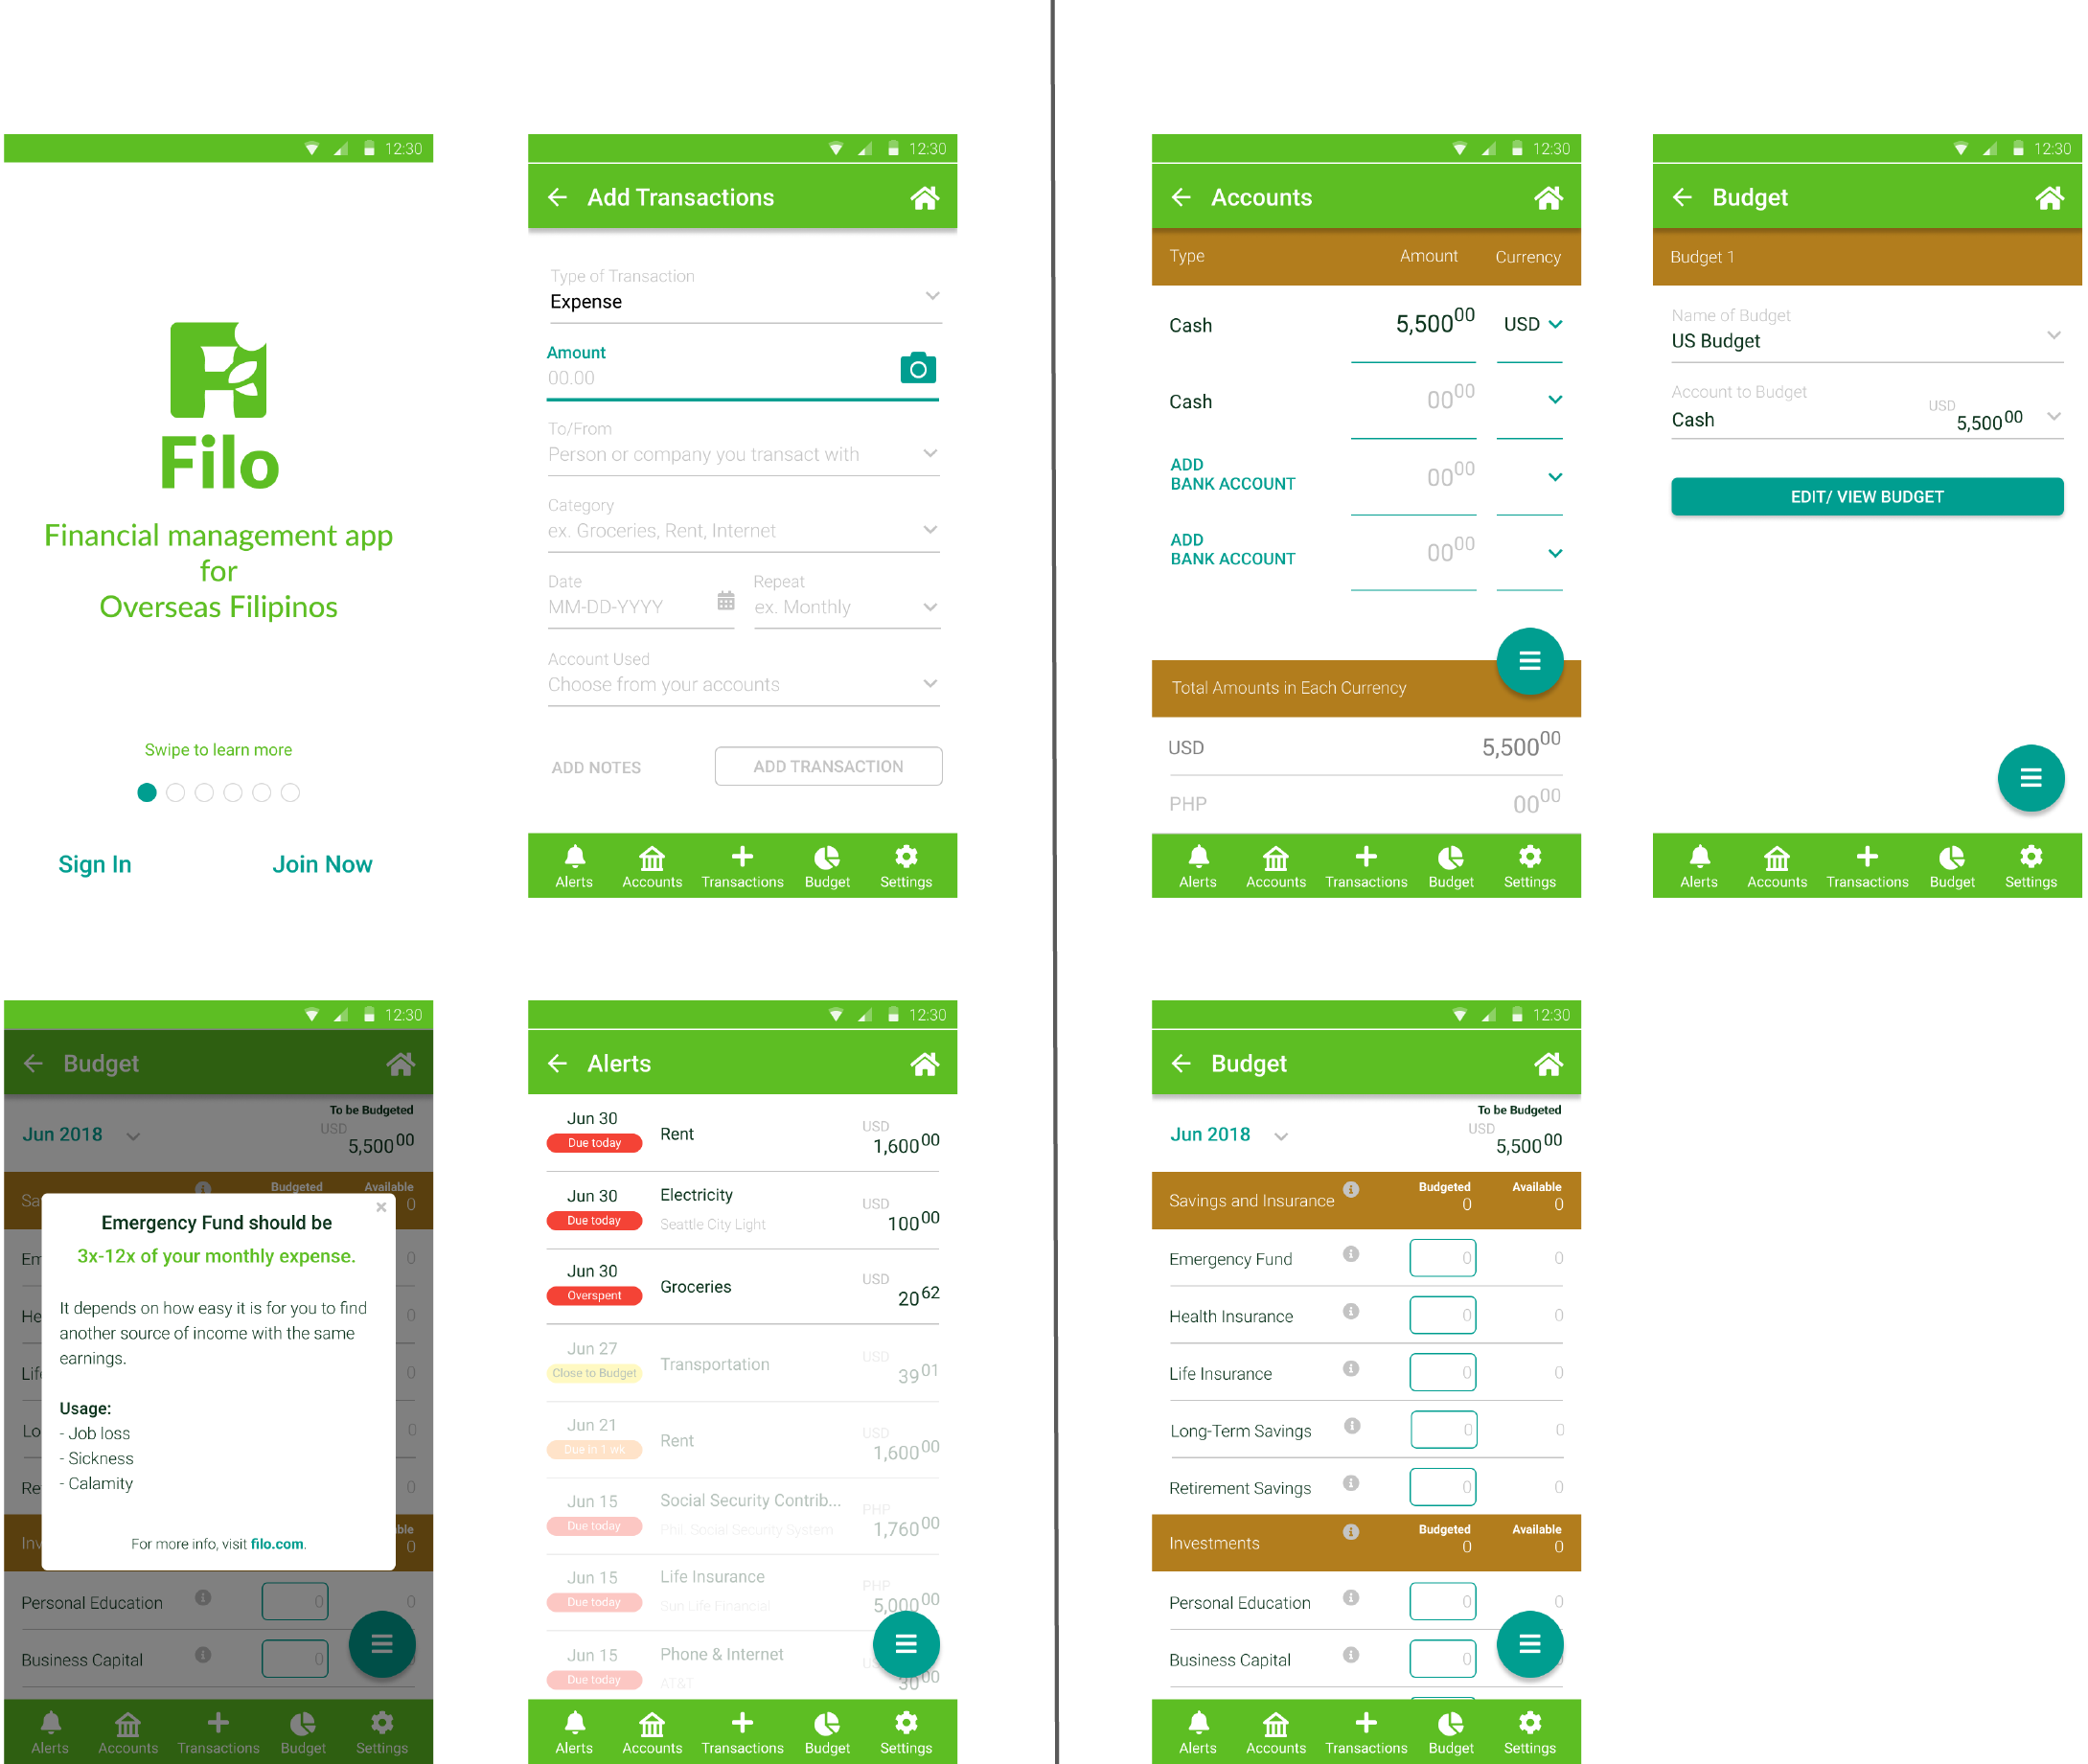 12:30
Filo
Financial management app
for
Overseas Filipinos
Swipe to learn more
Sign In Join Now
12:30
Add Transactions
Type of Transaction
Expense
Amount
00.00
To/From
Person or company you transact with
Category
ex. Groceries, Rent, Internet
Date Repeat
MM-DD-YYYY ex. Monthly
Account Used
Choose from your accounts
ADD NOTES ADD TRANSACTION
Alerts Accounts Transactions Budget Settings
12:30
Accounts
Type Amount Currency
Cash 5,500 00 USD
Cash 00 00
ADD
BANK ACCOUNT 00 00
ADD
BANK ACCOUNT 00 00
Total Amounts in Each Currency
USD 5,500 00
PHP 00 00
Alerts Accounts Transactions Budget Settings
12:30
Budget
Budget 1
Name of Budget
US Budget
Account to Budget
Cash USD 5,500 00
EDIT/ VIEW BUDGET
Alerts Accounts Transactions Budget Settings
12:30
Budget
To be Budgeted
Jun 2018 USD 5,500 00
Sa Budgeted Available
0
Emergency Fund should be
3x-12x of your monthly expense.
It depends on how easy it is for you to find
another source of income with the same
earnings.
Usage:
- Job loss
- Sickness
- Calamity
For more info, visit filo.com.
Em 0
He 0
Life 0
Lo 0
Re 0
Inv ble
0
Personal Education 0 0
Business Capital 0
Alerts Accounts Transactions Budget Settings
12:30
Alerts
Jun 30 Rent USD
Due today 1,600 00
Jun 30 Electricity USD
Due today Seattle City Light 100 00
Jun 30 Groceries USD
Overspent 20 62
Jun 27 Transportation USD
Close to Budget 39 01
Jun 21 Rent USD
Due in 1 wk. 1,600 00
Jun 15 Social Security Contrib... PHP
Due today Phil. Social Security System 1,760 00
Jun 15 Life Insurance PHP
Due today Sun Life Financial 5,000 00
Jun 15 Phone & Internet
Due today AT&T 30 00
Alerts Accounts Transactions Budget Settings
12:30
Budget
To be Budgeted
Jun 2018 USD 5,500 00
Savings and Insurance Budgeted Available
0 0
Emergency Fund 0 0
Health Insurance 0 0
Life Insurance 0 0
Long-Term Savings 0 0
Retirement Savings 0 0
Investments Budgeted Available
0 0
Personal Education 0 0
Business Capital 0
Alerts Accounts Transactions Budget Settings